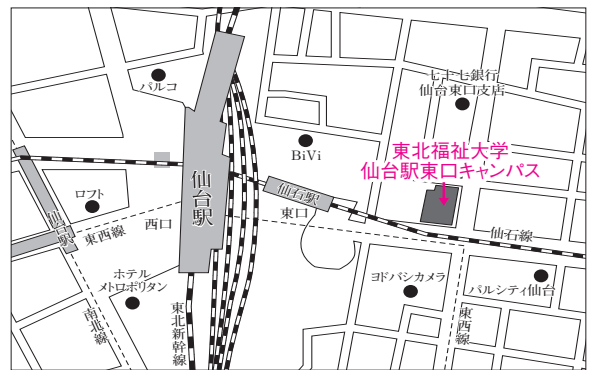 パルコ
七十七銀行
仙台東口支店
BiVi
東北福祉大学
仙台駅東口キャンパス
仙台駅
仙石駅
東口
ロフト
仙台駅
東西線
西口
仙石線
ホテル
メトロポリタン
ヨドバシカメラ
パルシティ仙台
南北線
東北新幹線
東西線